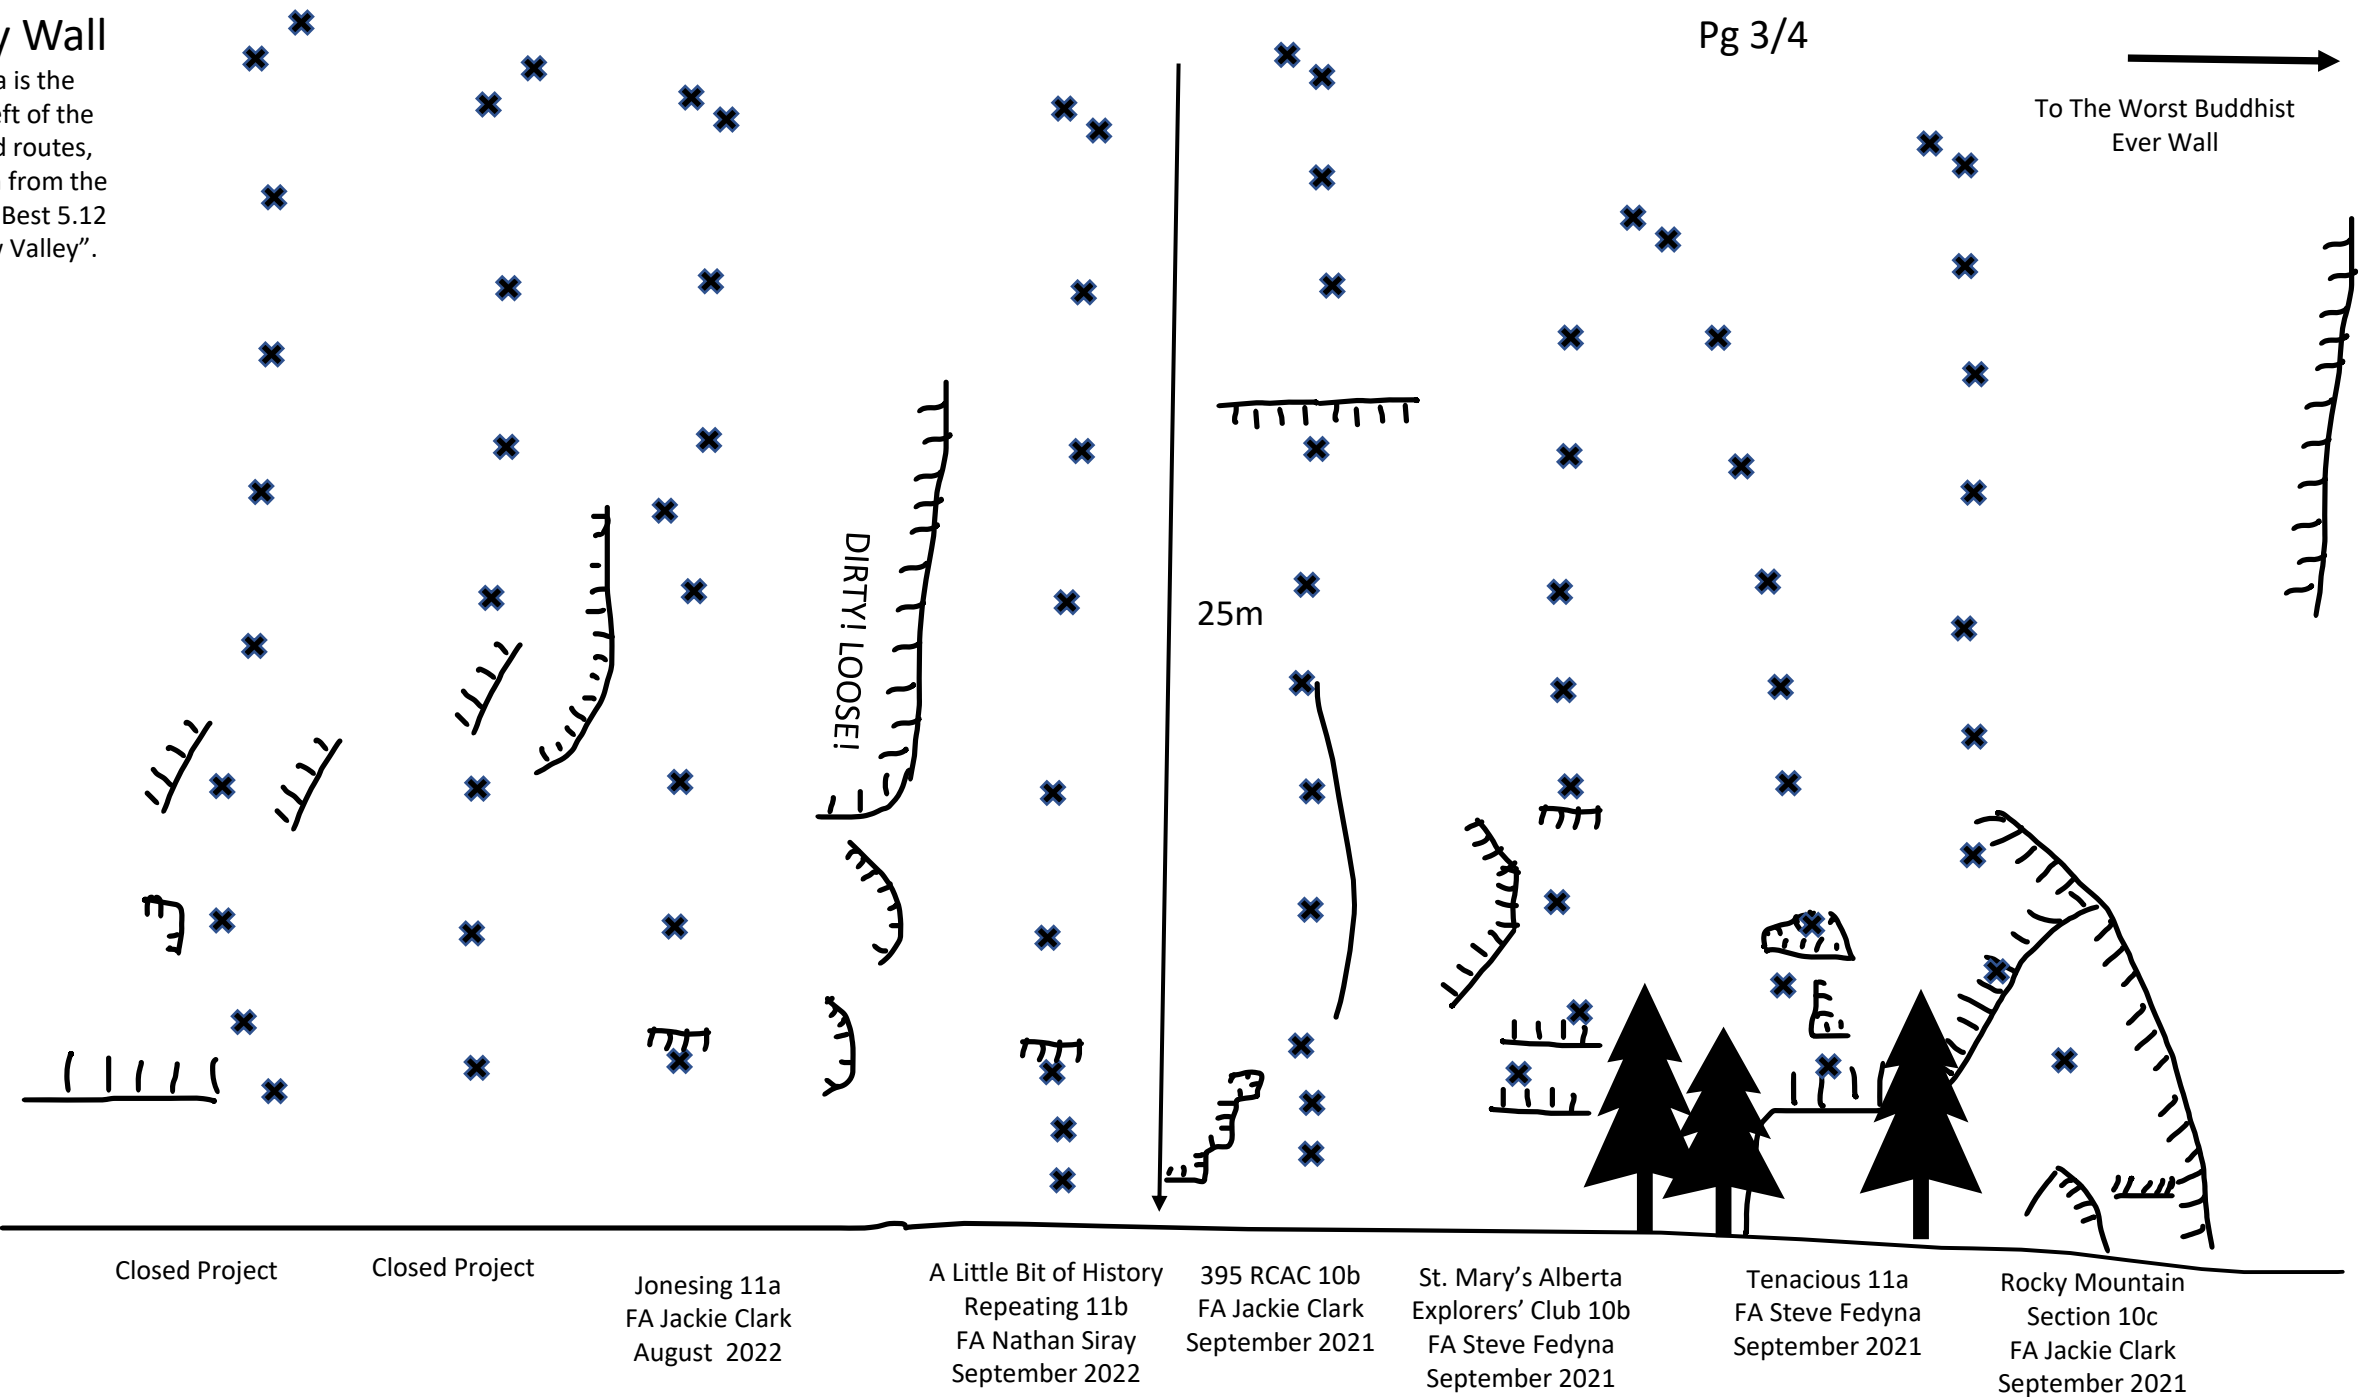 Wall
is the
of the
routes,
from the
Best 5.12
Valley”.
Pg 3/4
To The Worst Buddhist
Ever Wall
DIRTY! LOOSE!
25m
Closed Project
Closed Project
Jonesing 11a
FA Jackie Clark
August 2022
A Little Bit of History
Repeating 11b
FA Nathan Siray
September 2022
395 RCAC 10b
FA Jackie Clark
September 2021
St. Mary’s Alberta
Explorers’ Club 10b
FA Steve Fedyna
September 2021
Tenacious 11a
FA Steve Fedyna
September 2021
Rocky Mountain
Section 10c
FA Jackie Clark
September 2021